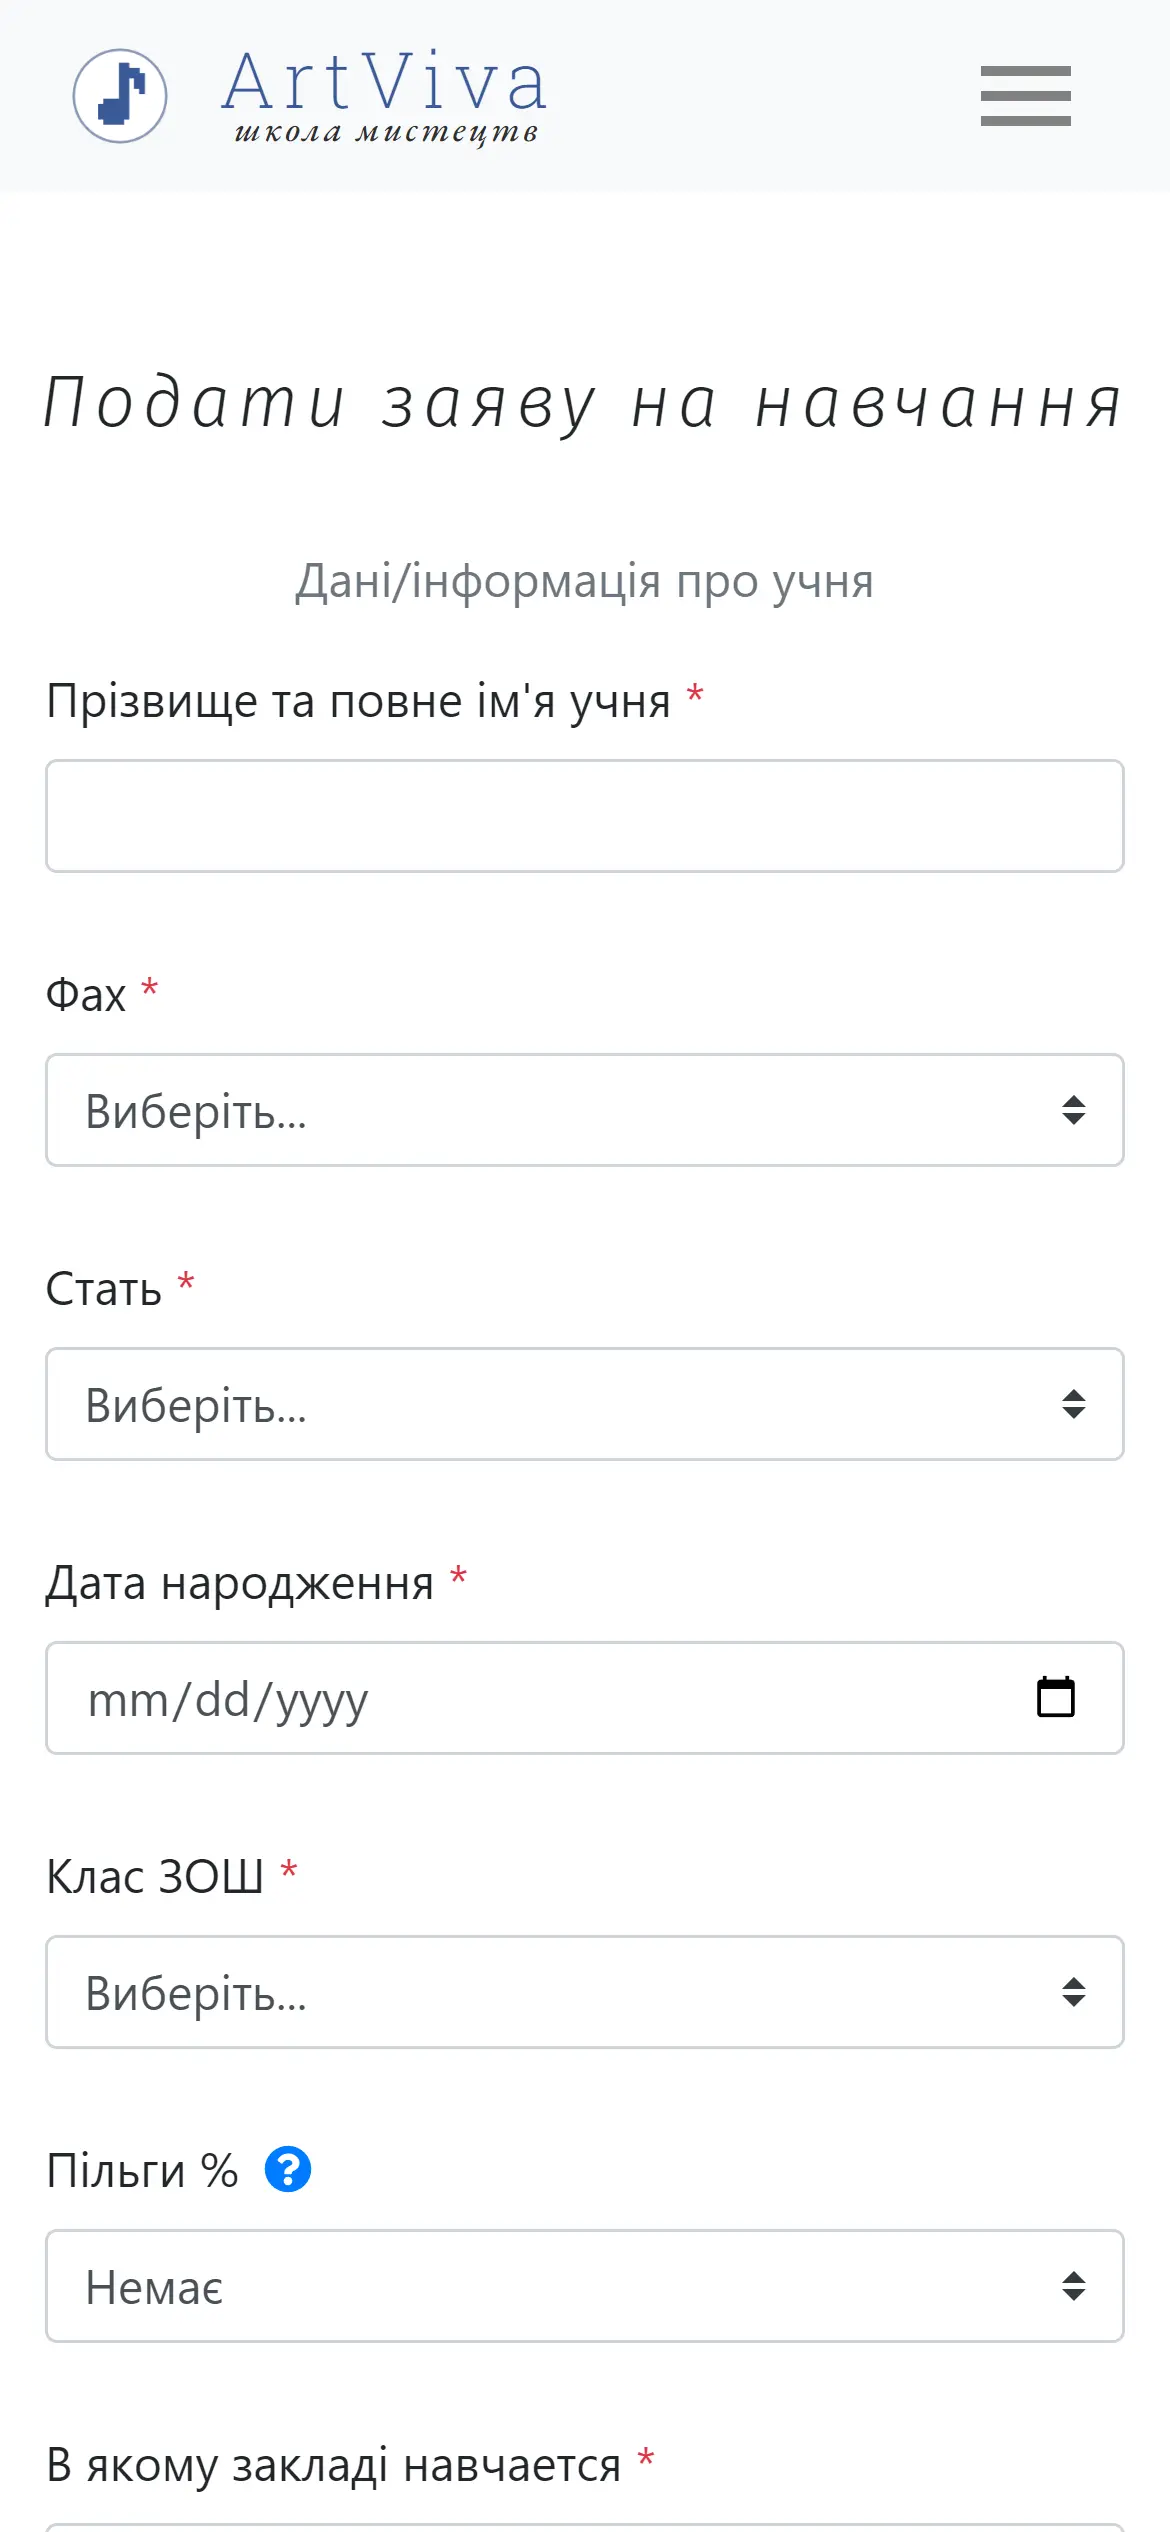 ArtViva
школа мистецтв
Подати заяву на навчання
Дані/інформація про учня
Прізвище та повне ім'я учня *
Фах *
Виберіть...
Стать *
Виберіть...
Дата народження *
mm/dd/yyyy
Клас ЗОШ *
Виберіть...
Пільги % ?
Немає
В якому закладі навчается *